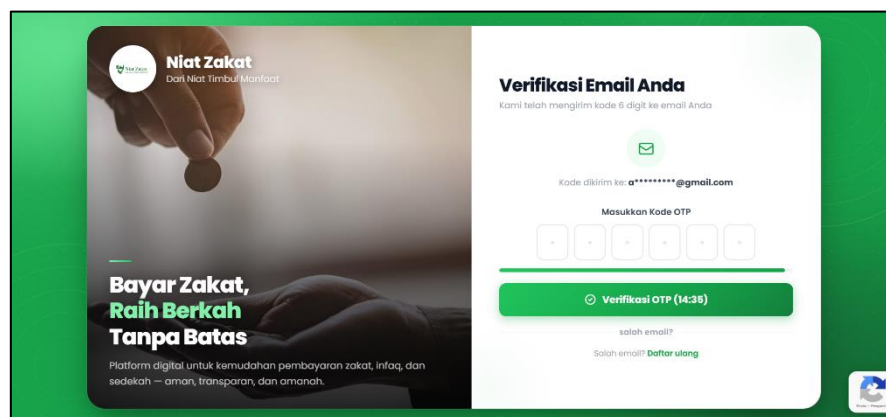 Niat Zakat
Niat Zakat
Dari Niat Timbul Manfaat
Bayar Zakat,
Raih Berkah
Tanpa Batas
Platform digital untuk kemudahan pembayaran zakat, infaq, dan
sedekah — aman, transparan, dan amanah.
Verifikasi Email Anda
Kami telah mengirim kode 6 digit ke email Anda
Kode dikirim ke: a*********@gmail.com
Masukkan Kode OTP
Verifikasi OTP (14:35)
salah email?
Salah email? Daftar ulang